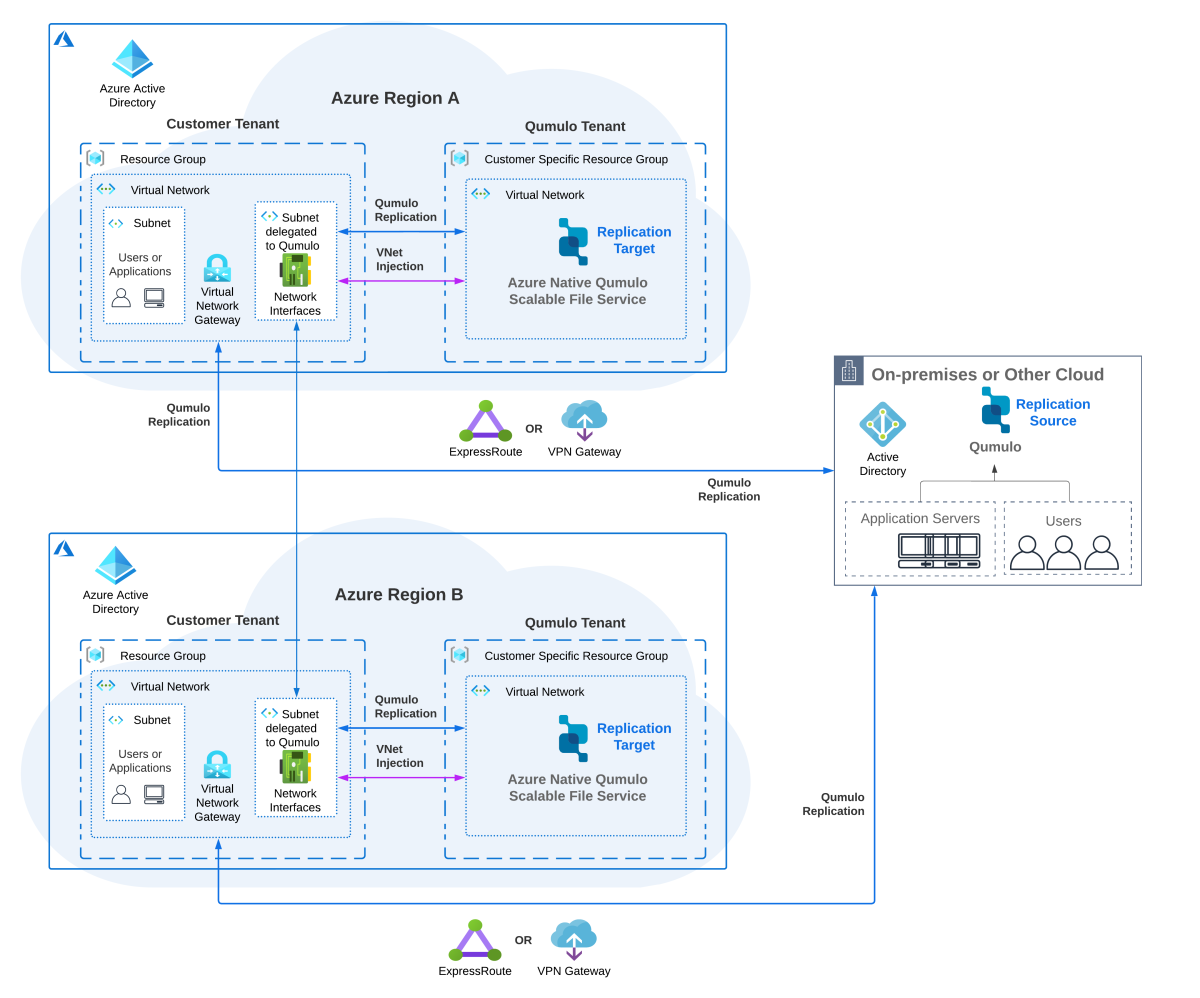 Azure Active
Directory
Azure Region A
Customer Tenant
Qumulo Tenant
Resource Group
Virtual Network
Subnet
Users or
Applications
Virtual
Network
Gateway
Subnet
delegated
to Qumulo
Network
Interfaces
Qumulo
Replication
VNet
Injection
Customer Specific Resource Group
Virtual Network
Replication
Target
Azure Native Qumulo
Scalable File Service
Qumulo
Replication
ExpressRoute
OR
VPN Gateway
Qumulo
Replication
On-premises or Other Cloud
Active
Directory
Replication
Source
Qumulo
Application Servers
Users
Azure Active
Directory
Azure Region B
Customer Tenant
Qumulo Tenant
Resource Group
Virtual Network
Subnet
Users or
Applications
Virtual
Network
Gateway
Subnet
delegated
to Qumulo
Network
Interfaces
Qumulo
Replication
VNet
Injection
Customer Specific Resource Group
Virtual Network
Replication
Target
Azure Native Qumulo
Scalable File Service
Qumulo
Replication
ExpressRoute
OR
VPN Gateway